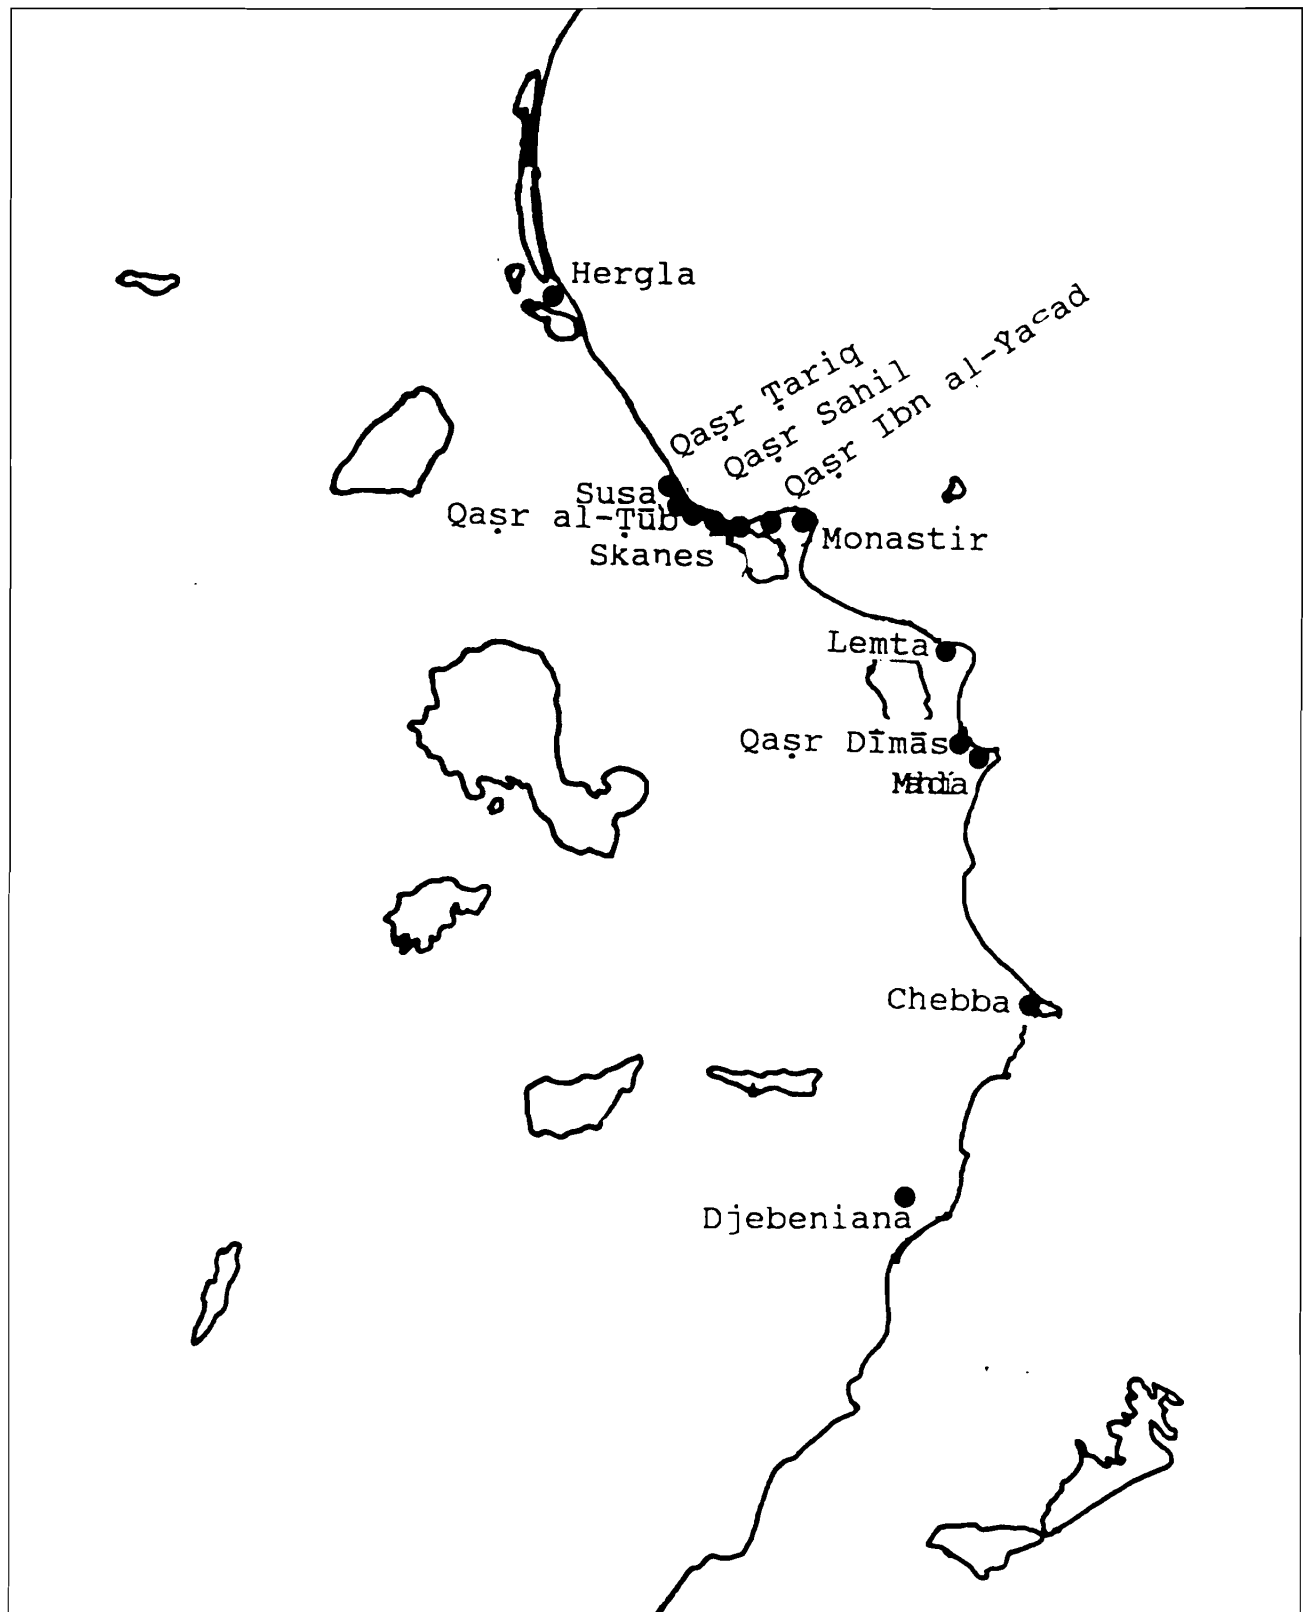 Hergla
Qaṣr Ṭariq
Qaṣr Sahil
Qaṣr Ibn al-Yaᶜad
Susa
Qaṣr al-Ṭūb
Skanes
Monastir
Lemta
Qaṣr Dīmās
Mahdia
Chebba
Djebeniana